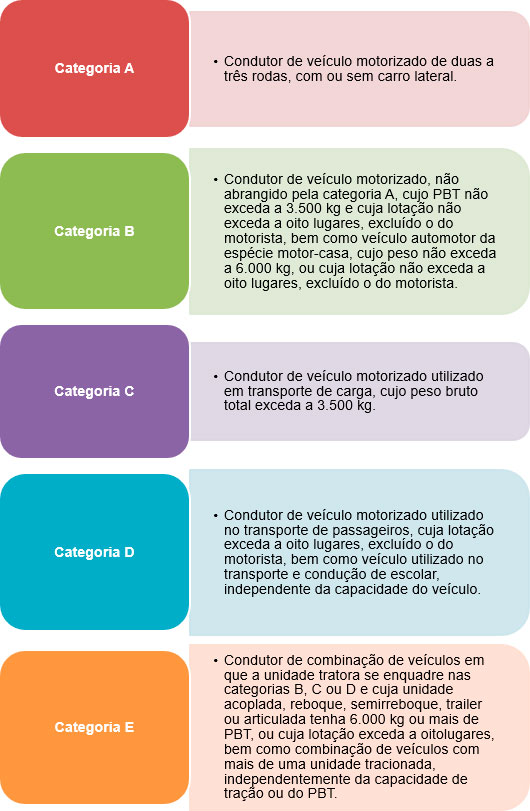 Categoria A
• Condutor de veículo motorizado de duas a
três rodas, com ou sem carro lateral.
Categoria B
• Condutor de veículo motorizado, não
abrangido pela categoria A, cujo PBT não
exceda a 3.500 kg e cuja lotação não
exceda a oito lugares, excluído o do
motorista, bem como veículo automotor da
espécie motor-casa, cujo peso não exceda
a 6.000 kg, ou cuja lotação não exceda a
oito lugares, excluído o do motorista.
Categoria C
• Condutor de veículo motorizado utilizado
em transporte de carga, cujo peso bruto
total exceda a 3.500 kg.
Categoria D
• Condutor de veículo motorizado utilizado
no transporte de passageiros, cuja lotação
exceda a oito lugares, excluído o do
motorista, bem como veículo utilizado no
transporte e condução de escolar,
independente da capacidade do veículo.
Categoria E
• Condutor de combinação de veículos em
que a unidade tratora se enquadre nas
categorias B, C ou D e cuja unidade
acoplada, reboque, semirreboque, trailer
ou articulada tenha 6.000 kg ou mais de
PBT, ou cuja lotação exceda a oitolugares,
bem como combinação de veículos com
mais de uma unidade tracionada,
independentemente da capacidade de
tração ou do PBT.